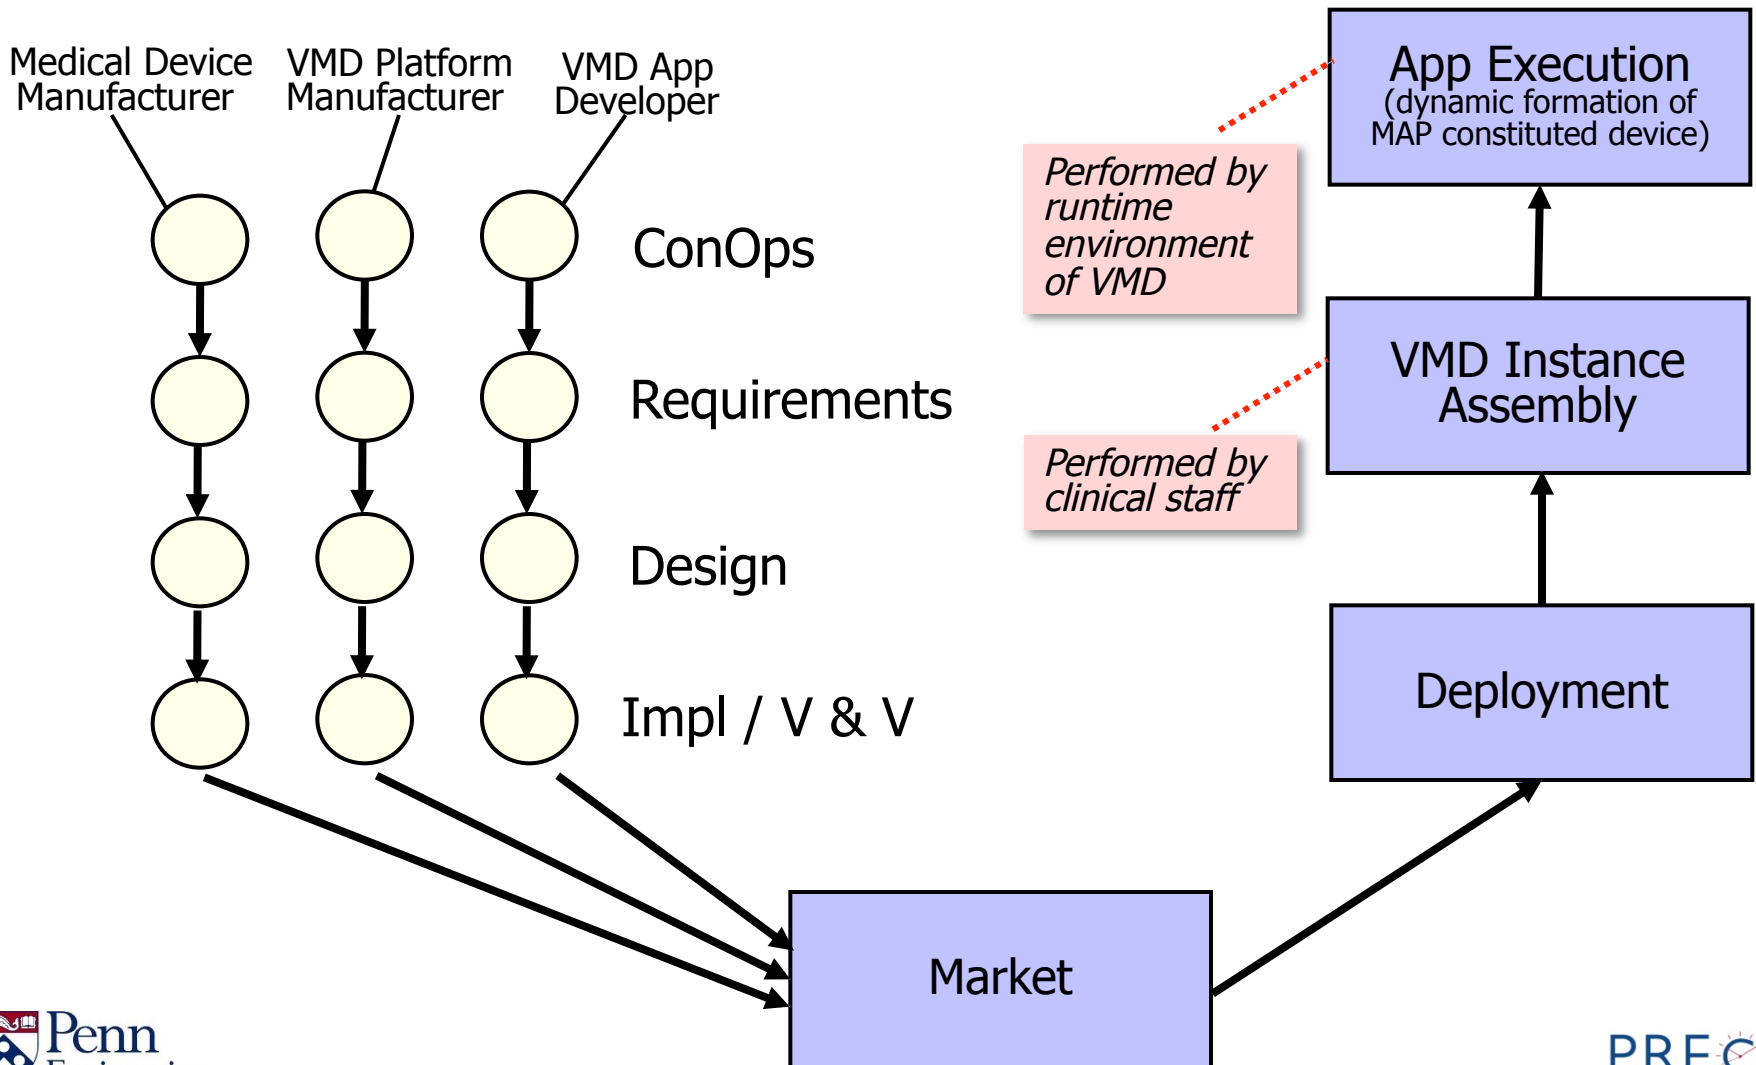 Medical Device
Manufacturer
VMD Platform
Manufacturer
VMD App
Developer
ConOps
Requirements
Design
Impl / V & V
Market
Deployment
VMD Instance
Assembly
Performed by
clinical staff
App Execution
(dynamic formation of
MAP constituted device)
Performed by
runtime
environment
of VMD
Penn